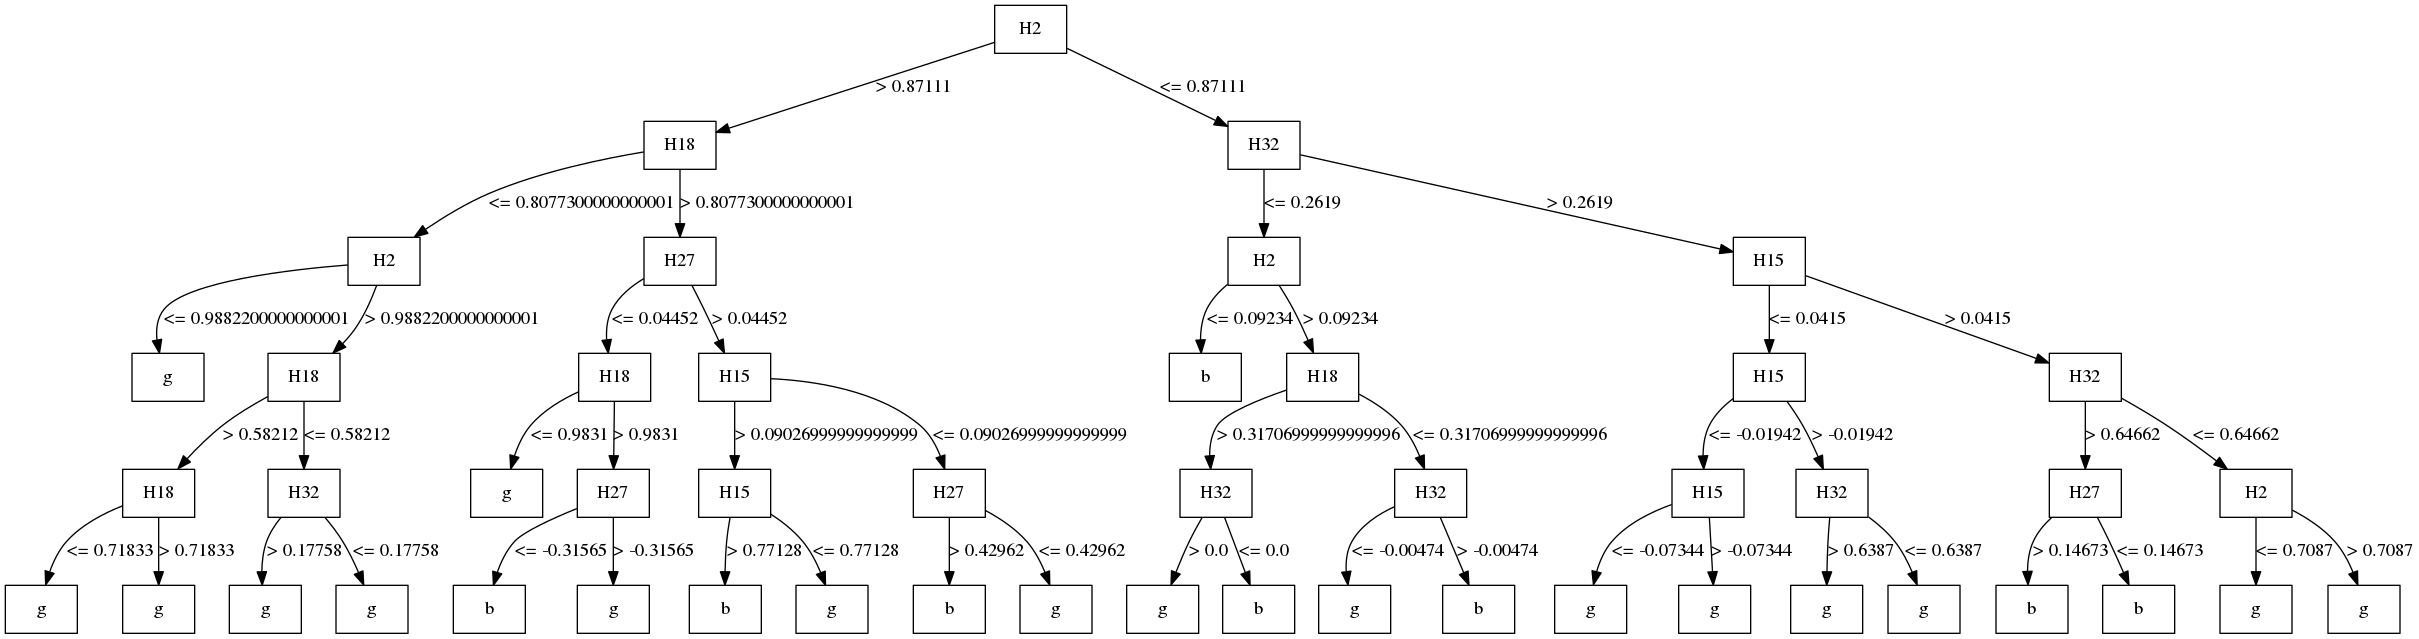 H2
> 0.87111
<= 0.87111
H18
H32
<= 0.8077300000000001
> 0.8077300000000001
<= 0.2619
> 0.2619
H2
H27
H2
H15
<= 0.9882200000000001
> 0.9882200000000001
<= 0.04452
> 0.04452
<= 0.09234
> 0.09234
<= 0.0415
> 0.0415
g
H18
H18
H15
b
H18
H15
H32
> 0.58212
<= 0.58212
<= 0.9831
> 0.9831
> 0.09026999999999999
<= 0.09026999999999999
> 0.31706999999999996
<= 0.31706999999999996
<= -0.01942
> -0.01942
> 0.64662
<= 0.64662
H18
H32
g
H27
H15
H27
H32
H32
H15
H32
H27
H2
<= 0.71833
> 0.71833
> 0.17758
<= 0.17758
<= -0.31565
> -0.31565
> 0.77128
<= 0.77128
> 0.42962
<= 0.42962
> 0.0
<= 0.0
<= -0.00474
> -0.00474
<= -0.07344
> -0.07344
> 0.6387
<= 0.6387
> 0.14673
<= 0.14673
<= 0.7087
> 0.7087
g
g
g
g
b
g
b
g
b
g
g
b
g
b
g
g
g
g
b
b
g
g